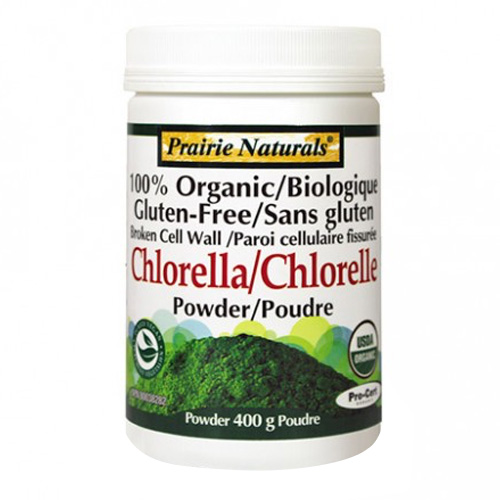 Prairie Naturals®
100% Organic/Biologique
Gluten-Free/Sans gluten
Broken Cell Wall /Paroi cellulaire fissurée
Chlorella/Chlorelle
Powder/Poudre
USDA
ORGANIC
Pro-Cert
Powder 400 g Poudre